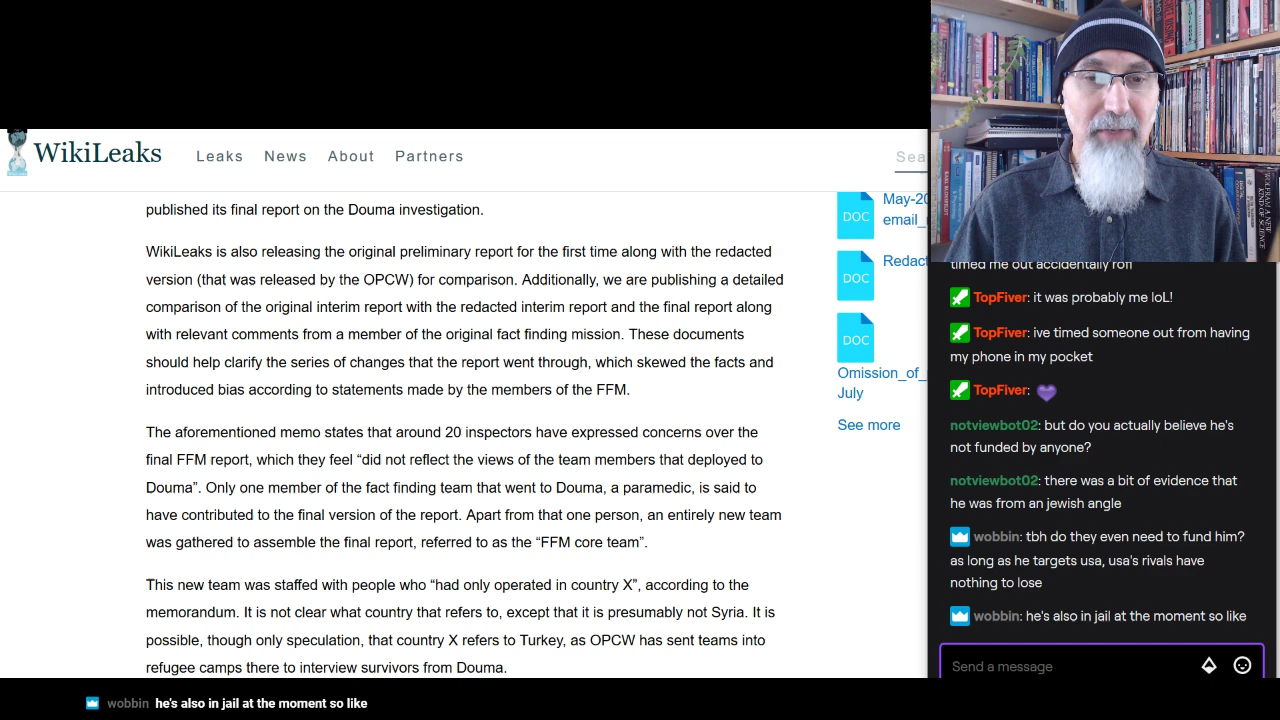 WikiLeaks
Leaks News About Partners
Sea
published its final report on the Douma investigation.
WikiLeaks is also releasing the original preliminary report for the first time along with the redacted
version (that was released by the OPCW) for comparison. Additionally, we are publishing a detailed
comparison of the original interim report with the redacted interim report and the final report along
with relevant comments from a member of the original fact finding mission. These documents
should help clarify the series of changes that the report went through, which skewed the facts and
introduced bias according to statements made by the members of the FFM.
The aforementioned memo states that around 20 inspectors have expressed concerns over the
final FFM report, which they feel “did not reflect the views of the team members that deployed to
Douma”. Only one member of the fact finding team that went to Douma, a paramedic, is said to
have contributed to the final version of the report. Apart from that one person, an entirely new team
was gathered to assemble the final report, referred to as the “FFM core team”.
This new team was staffed with people who “had only operated in country X”, according to the
memorandum. It is not clear what country that refers to, except that it is presumably not Syria. It is
possible, though only speculation, that country X refers to Turkey, as OPCW has sent teams into
refugee camps there to interview survivors from Douma.
DOC
May-20
email_
DOC
Redact
DOC
Omission_of_
July
See more
WOLFRAM A NEW KIND OF SCIENCE
timed me out accidentally rofl
TopFiver: it was probably me loL!
TopFiver: ive timed someone out from having
my phone in my pocket
TopFiver:
notviewbot02: but do you actually believe he's
not funded by anyone?
notviewbot02: there was a bit of evidence that
he was from an jewish angle
wobbin: tbh do they even need to fund him?
as long as he targets usa, usa's rivals have
nothing to lose
wobbin: he's also in jail at the moment so like
Send a message
wobbin he's also in jail at the moment so like